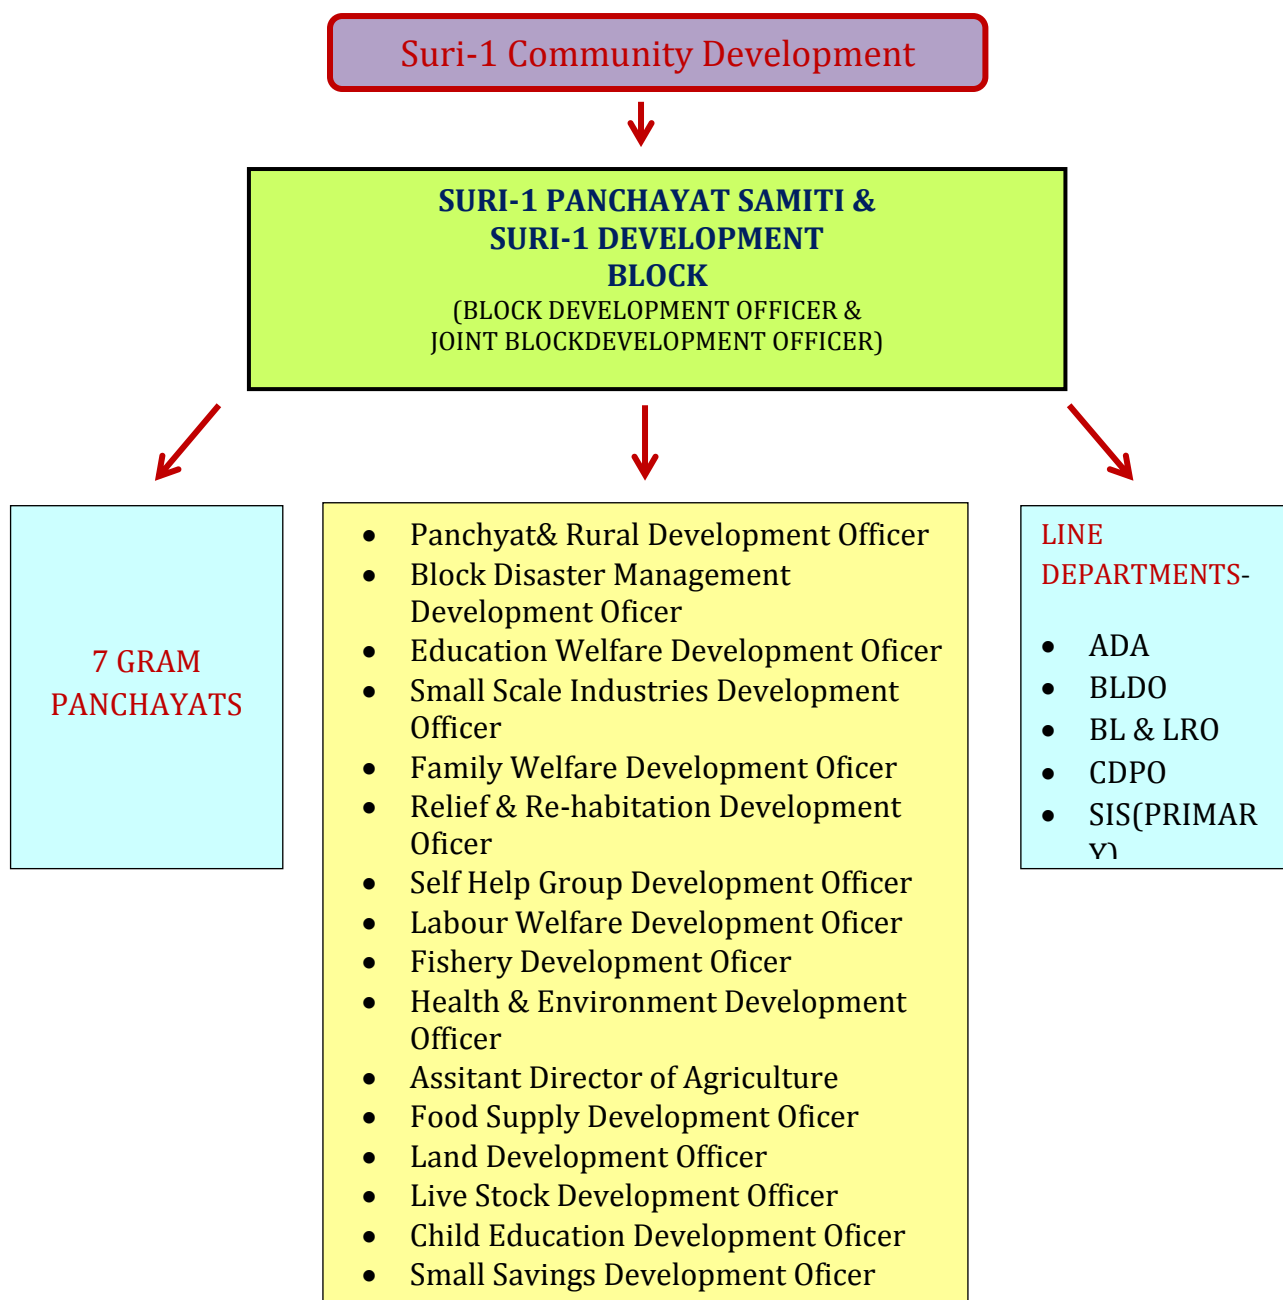 Suri-1 Community Development
SURI-1 PANCHAYAT SAMITI &
SURI-1 DEVELOPMENT
BLOCK
(BLOCK DEVELOPMENT OFFICER &
JOINT BLOCKDEVELOPMENT OFFICER)
7 GRAM
PANCHAYATS
• Panchyat& Rural Development Officer
• Block Disaster Management
Development Oficer
• Education Welfare Development Oficer
• Small Scale Industries Development
Officer
• Family Welfare Development Oficer
• Relief & Re-habitation Development
Oficer
• Self Help Group Development Officer
• Labour Welfare Development Oficer
• Fishery Development Oficer
• Health & Environment Development
Officer
• Assitant Director of Agriculture
• Food Supply Development Oficer
• Land Development Officer
• Live Stock Development Officer
• Child Education Development Oficer
• Small Savings Development Oficer
LINE
DEPARTMENTS-
• ADA
• BLDO
• BL & LRO
• CDPO
• SIS(PRIMAR
Y)